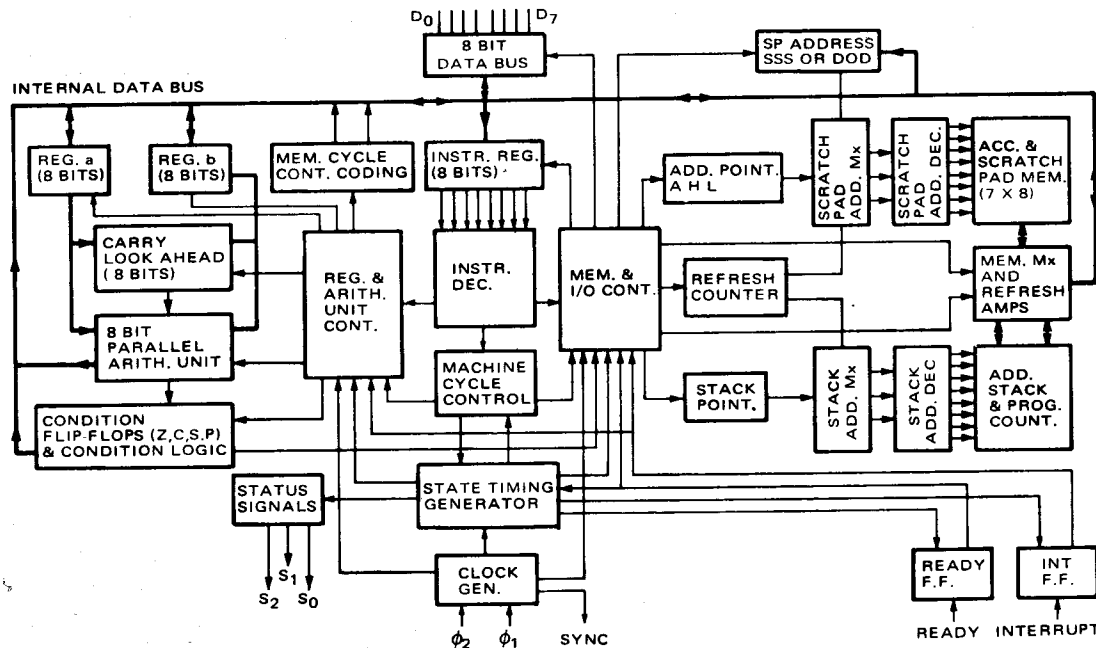 D0 D7
8 BIT
DATA BUS
SP ADDRESS
SSS OR DOD
INTERNAL DATA BUS
REG. a
(8 BITS)
REG. b
(8 BITS)
MEM. CYCLE
CONT. CODING
INSTR. REG.
(8 BITS)
ADD. POINT.
A H L
SCRATCH
PAD
ADD. Mx
SCRATCH
PAD
ADD. DEC.
ACC. &
SCRATCH
PAD MEM.
(7 X 8)
CARRY
LOOK AHEAD
(8 BITS)
REG. &
ARITH.
UNIT
CONT.
INSTR.
DEC.
MEM. &
I/O CONT.
REFRESH
COUNTER
MEM. Mx
AND
REFRESH
AMPS
8 BIT
PARALLEL
ARITH. UNIT
MACHINE
CYCLE
CONTROL
STACK
POINT.
STACK
ADD. Mx
STACK
ADD. DEC
ADD.
STACK
& PROG.
COUNT.
CONDITION
FLIP-FLOPS (Z,C,S,P)
& CONDITION LOGIC
STATUS
SIGNALS
STATE TIMING
GENERATOR
S2 S1 S0
CLOCK
GEN.
READY
F.F.
INT
F.F.
ϕ2 ϕ1 SYNC
READY INTERRUPT